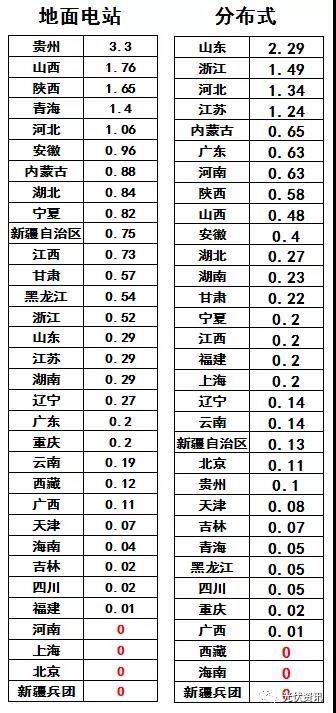 地面电站
贵州 3.3
山西 1.76
陕西 1.65
青海 1.4
河北 1.06
安徽 0.96
内蒙古 0.88
湖北 0.84
宁夏 0.82
新疆自治区 0.75
江西 0.73
甘肃 0.57
黑龙江 0.54
浙江 0.52
山东 0.29
江苏 0.29
湖南 0.29
辽宁 0.27
广东 0.2
重庆 0.2
云南 0.19
西藏 0.12
广西 0.11
天津 0.07
海南 0.04
吉林 0.02
四川 0.02
福建 0.01
河南 0
上海 0
北京 0
新疆兵团 0
分布式
山东 2.29
浙江 1.49
河北 1.34
江苏 1.24
内蒙古 0.65
广东 0.63
河南 0.63
陕西 0.58
山西 0.48
安徽 0.4
湖北 0.27
湖南 0.23
甘肃 0.22
宁夏 0.2
江西 0.2
福建 0.2
上海 0.2
辽宁 0.14
云南 0.14
新疆自治区 0.13
北京 0.11
贵州 0.1
天津 0.08
吉林 0.07
青海 0.05
黑龙江 0.05
四川 0.05
重庆 0.02
广西 0.01
西藏 0
海南 0
新疆兵团 0
光伏资讯